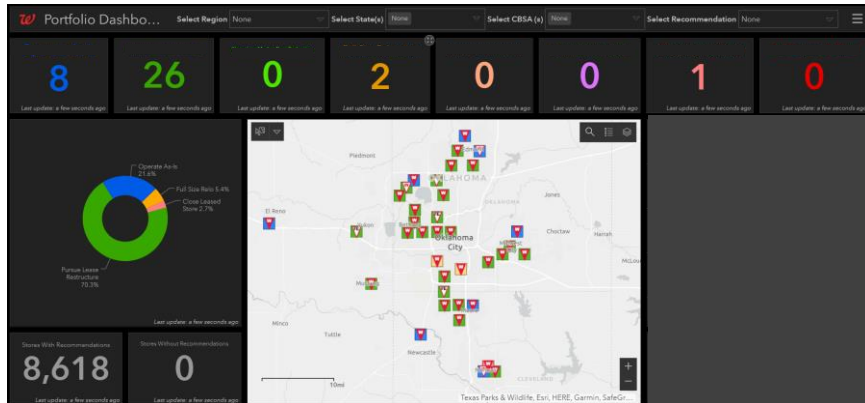 Portfolio Dashbo...
Select Region None
Select State(s) None
Select CBSA (s) None
Select Recommendation None
8
26
0
2
0
0
1
0
Last update: a few seconds ago
Last update: a few seconds ago
Last update: a few seconds ago
Last update: a few seconds ago
Last update: a few seconds ago
Last update: a few seconds ago
Last update: a few seconds ago
Last update: a few seconds ago
Operate As-Is
21.6%
Full Size Relo 5.4%
Close Leased
Store 2.7%
Pursue Lease
Restructure
70.3%
Last update: a few seconds ago
Stores With Recommendations
8,618
Last update: a few seconds ago
Stores Without Recommendations
0
Last update: a few seconds ago
Piedmont
OKLAHOMA
OKLAHOMA
Jones
El Reno
Yukon
Choctaw
Harrah
Oklahoma
City
McLou
Minco
Tuttle
Newcastle
CLEVELAND
10mi
+
−
Texas Parks & Wildlife, Esri, HERE, Garmin, SafeGr...